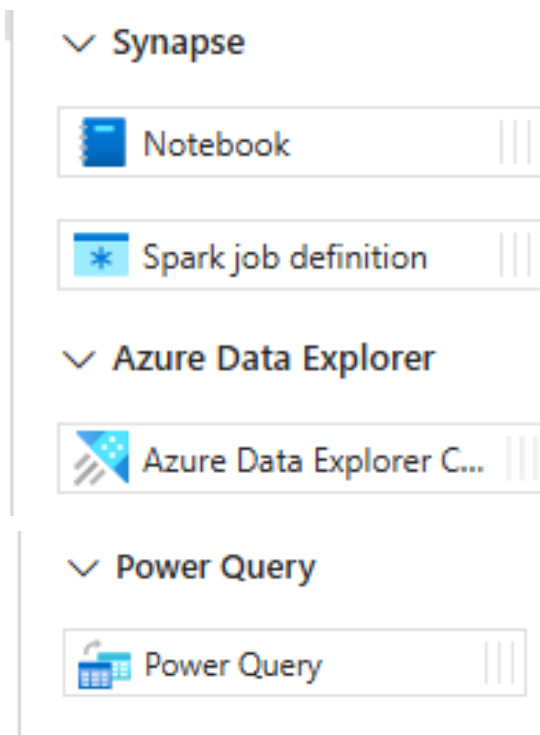 Synapse
Notebook
Spark job definition
Azure Data Explorer
Azure Data Explorer C...
Power Query
Power Query